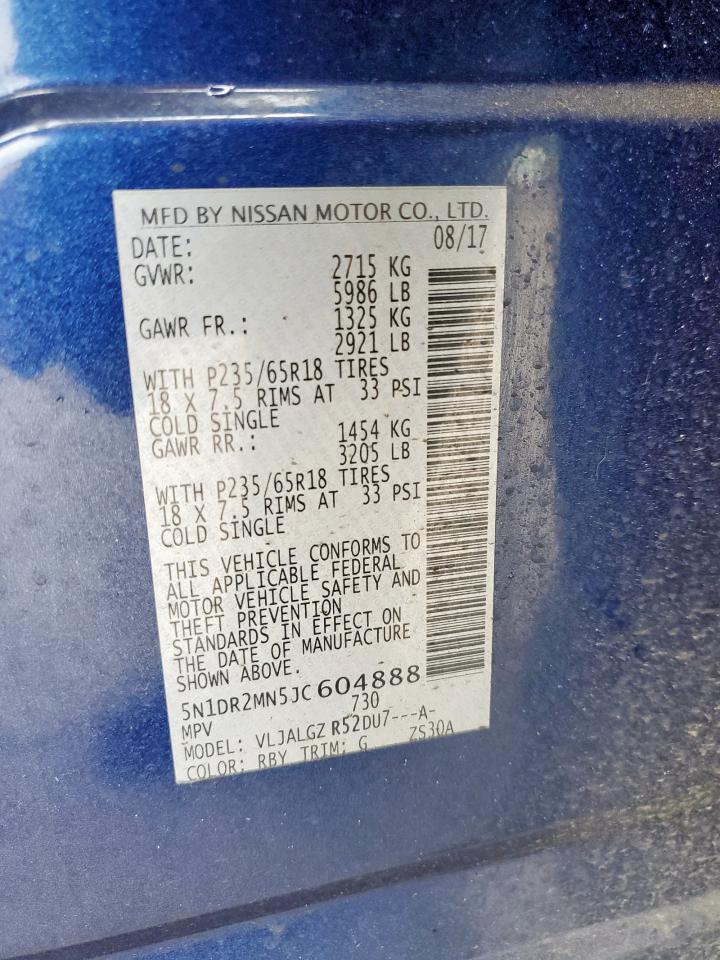 MFD BY NISSAN MOTOR CO., LTD.
DATE: 08/17
GVWR: 2715 KG
5986 LB
GAWR FR.: 1325 KG
2921 LB
WITH P235/65R18 TIRES
18 X 7.5 RIMS AT 33 PSI
COLD SINGLE
GAWR RR.: 1454 KG
3205 LB
WITH P235/65R18 TIRES
18 X 7.5 RIMS AT 33 PSI
COLD SINGLE
THIS VEHICLE CONFORMS TO
ALL APPLICABLE FEDERAL
MOTOR VEHICLE SAFETY AND
THEFT PREVENTION
STANDARDS IN EFFECT ON
THE DATE OF MANUFACTURE
SHOWN ABOVE.
5N1DR2MN5JC604888
MPV 730
MODEL: VLJALGZ R52DU7---A-
COLOR: RBY TRIM: G ZS30A